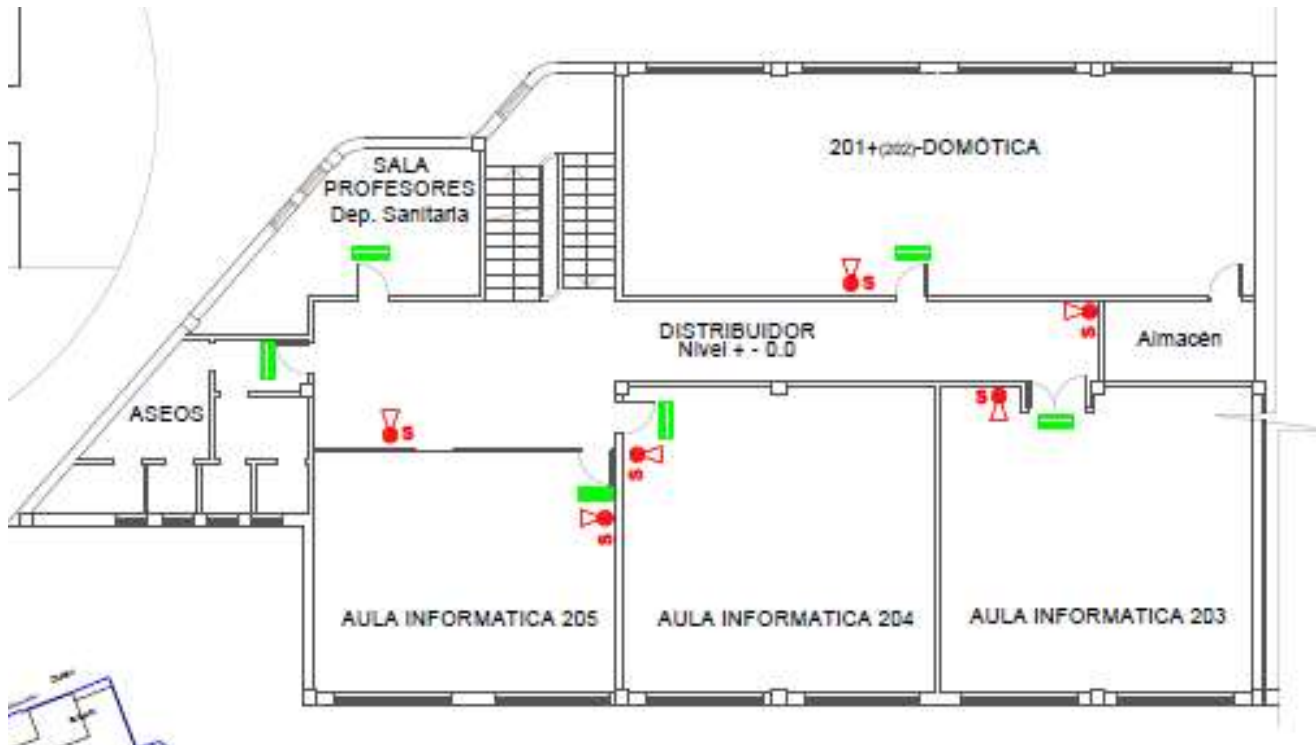 SALA
PROFESORES
Dep. Sanitaria
201+(202)-DOMÓTICA
S
DISTRIBUIDOR
Nivel + - 0.0
S
Almacén
ASEOS
S
S
S
S
AULA INFORMATICA 205
AULA INFORMATICA 204
AULA INFORMATICA 203